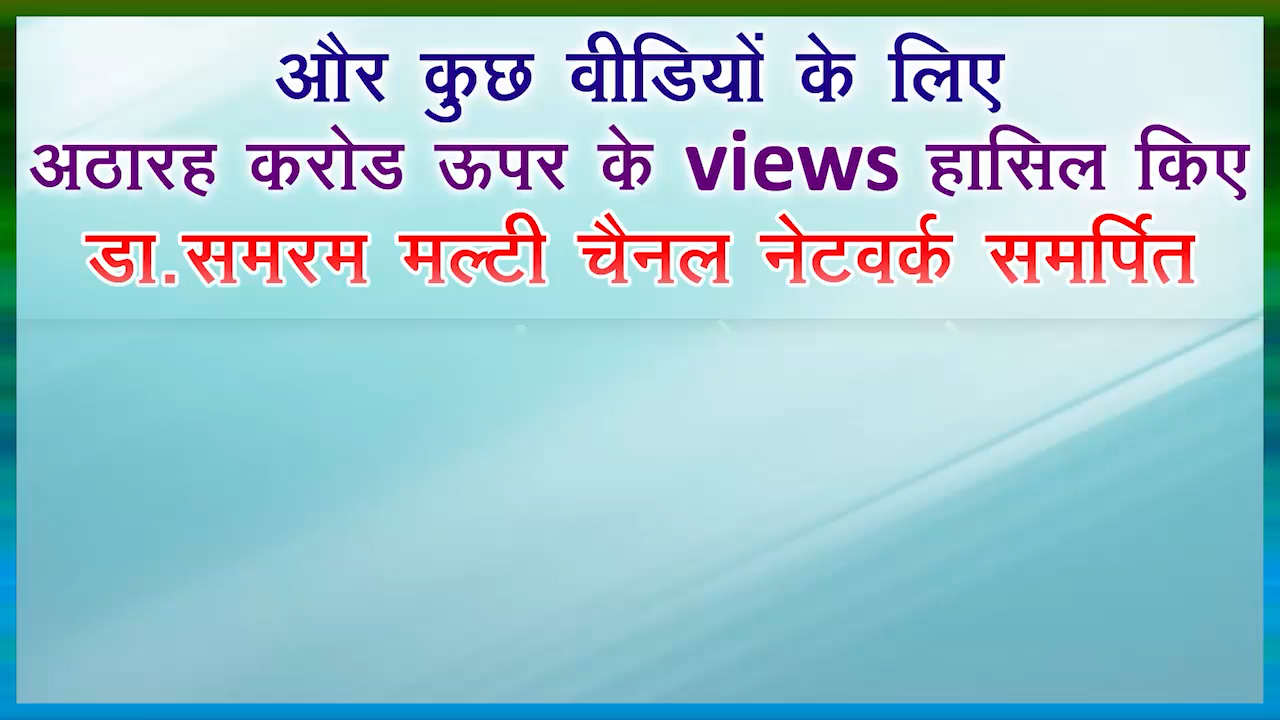 और कुछ वीडियों के लिए
अठारह करोड ऊपर के views हासिल किए
डा.समरम मल्टी चैनल नेटवर्क समर्पित